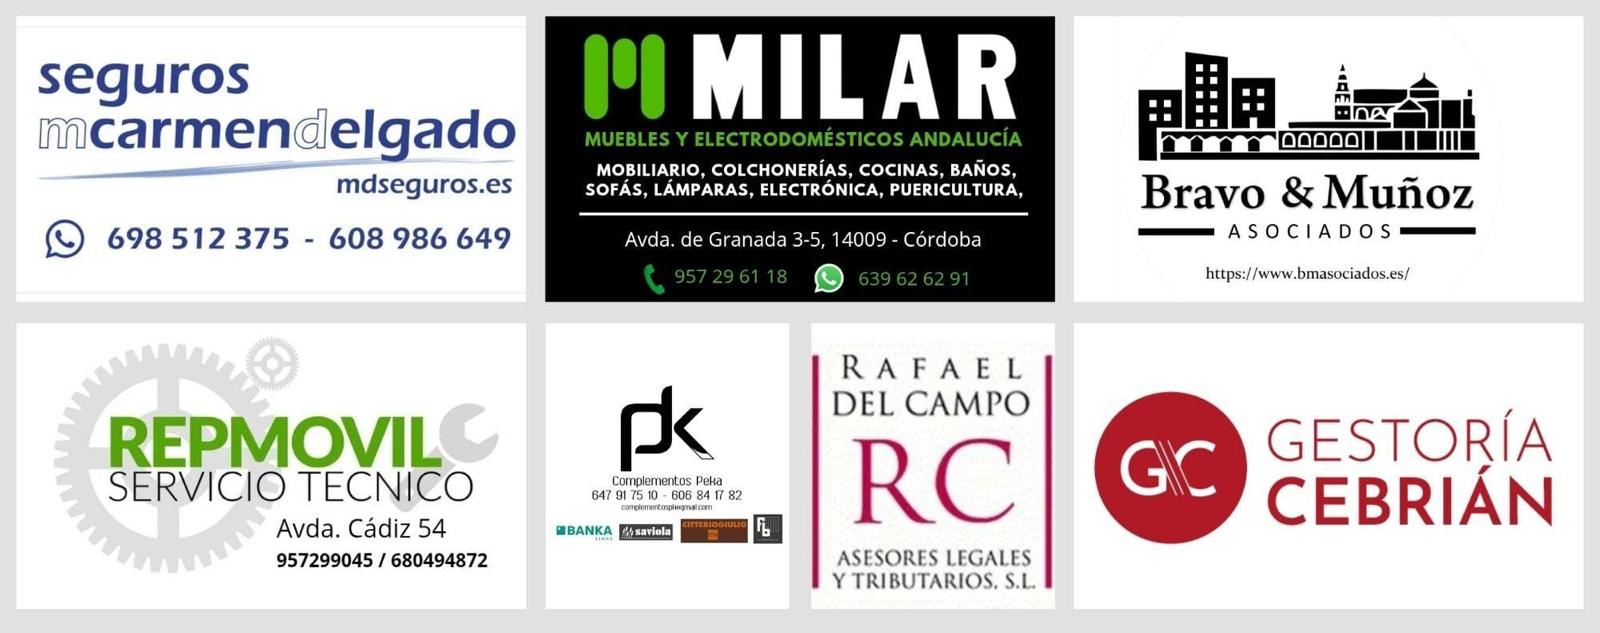 seguros
mcarmendelgado
mdseguros.es
698 512 375 - 608 986 649
MILAR
MUEBLES Y ELECTRODOMÉSTICOS ANDALUCÍA
MOBILIARIO, COLCHONERÍAS, COCINAS, BAÑOS,
SOFÁS, LÁMPARAS, ELECTRÓNICA, PUERICULTURA,
Avda. de Granada 3-5, 14009 - Córdoba
957 29 61 18
639 62 62 91
Bravo & Muñoz
ASOCIADOS
https://www.bmasociados.es/
REPMOVIL
SERVICIO TECNICO
Avda. Cádiz 54
957299045 / 680494872
pk
Complementos Peka
647 91 75 10 - 606 84 17 82
BANKA
saviola
CITTERIOGIULIO
RAFAEL
DEL CAMPO
RC
ASESORES LEGALES
Y TRIBUTARIOS, S.L.
GC
GESTORÍA
CEBRIÁN